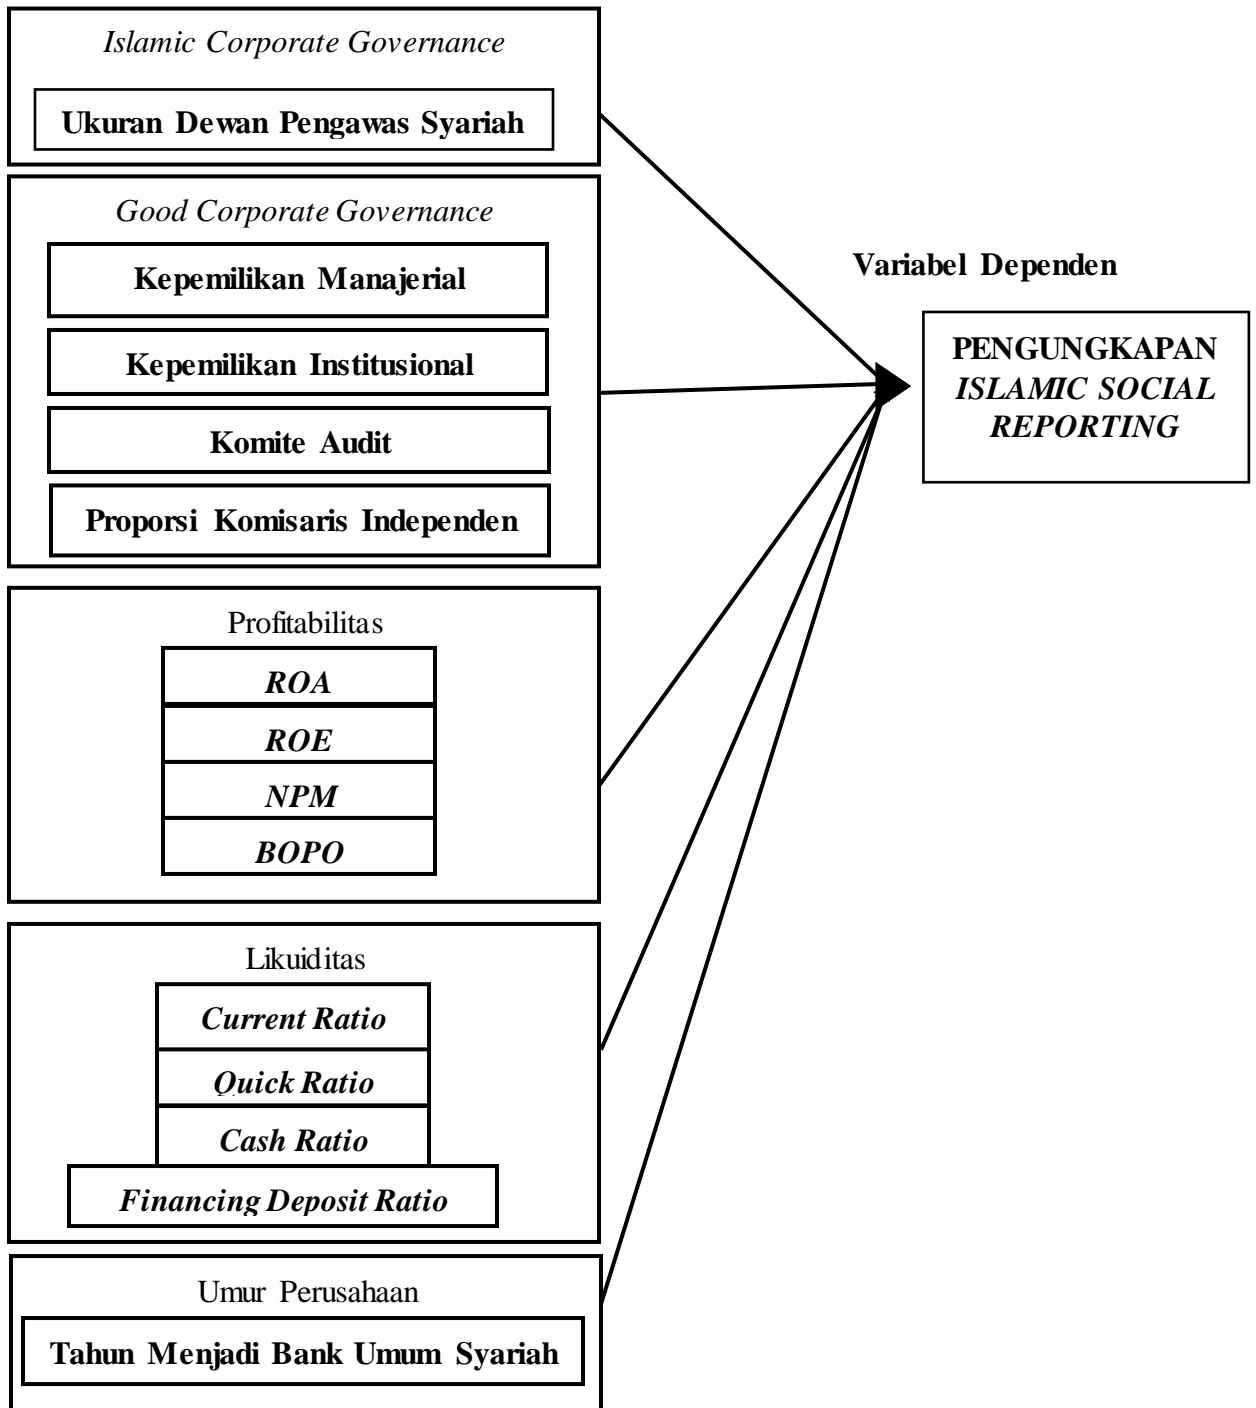 Islamic Corporate Governance
Ukuran Dewan Pengawas Syariah
Good Corporate Governance
Kepemilikan Manajerial
Kepemilikan Institusional
Komite Audit
Proporsi Komisaris Independen
Profitabilitas
ROA
ROE
NPM
BOPO
Likuiditas
Current Ratio
Quick Ratio
Cash Ratio
Financing Deposit Ratio
Umur Perusahaan
Tahun Menjadi Bank Umum Syariah
Variabel Dependen
PENGUNGKAPAN
ISLAMIC SOCIAL
REPORTING